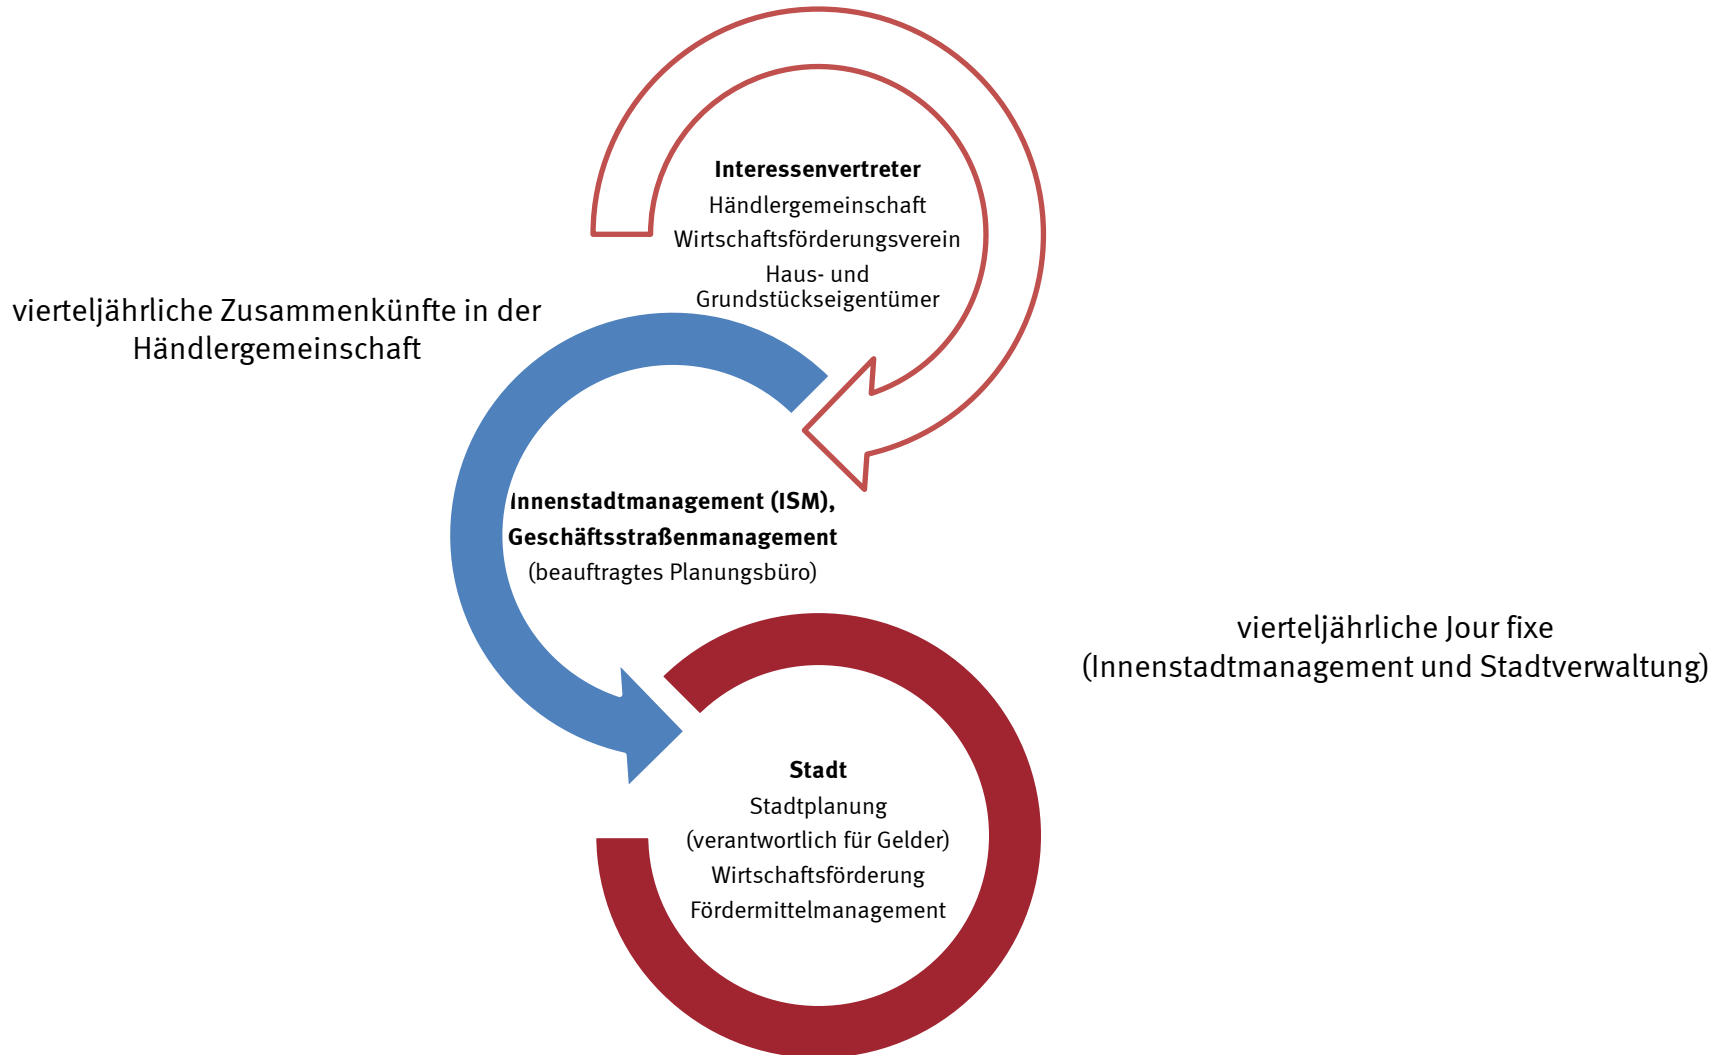 Interessenvertreter
Händlergemeinschaft
Wirtschaftsförderungsverein
Haus- und
Grundstückseigentümer
vierteljährliche Zusammenkünfte in der
Händlergemeinschaft
Innenstadtmanagement (ISM),
Geschäftsstraßenmanagement
(beauftragtes Planungsbüro)
vierteljährliche Jour fixe
(Innenstadtmanagement und Stadtverwaltung)
Stadt
Stadtplanung
(verantwortlich für Gelder)
Wirtschaftsförderung
Fördermittelmanagement